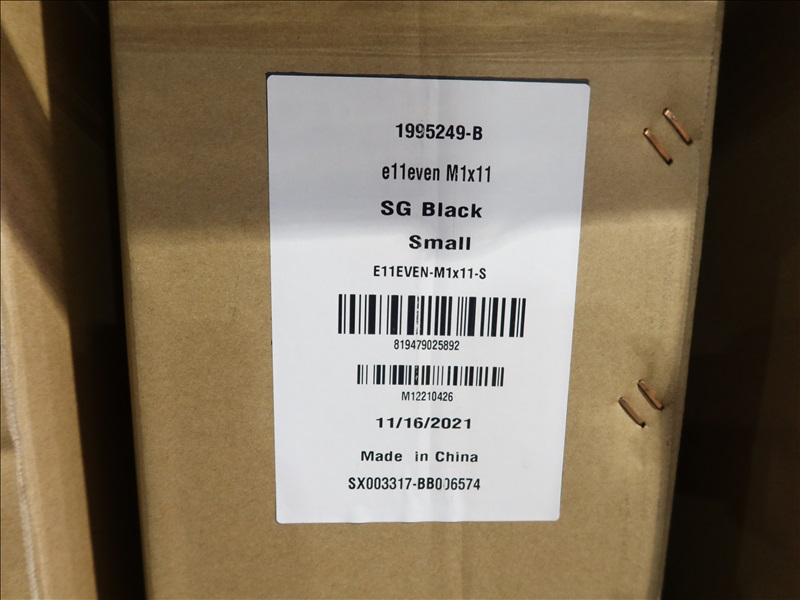 1995249-B
e11even M1x11
SG Black
Small
E11EVEN-M1x11-S
819479025892
M12210426
11/16/2021
Made in China
SX003317-BB006574